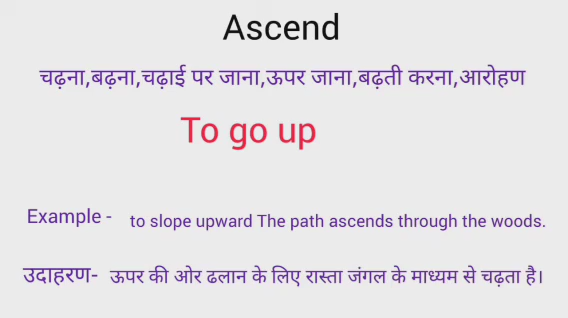 Ascend
चढ़ना,बढ़ना,चढ़ाई पर जाना,ऊपर जाना,बढ़ती करना,आरोहण
To go up
Example - to slope upward The path ascends through the woods.
उदाहरण- ऊपर की ओर ढलान के लिए रास्ता जंगल के माध्यम से चढ़ता है।